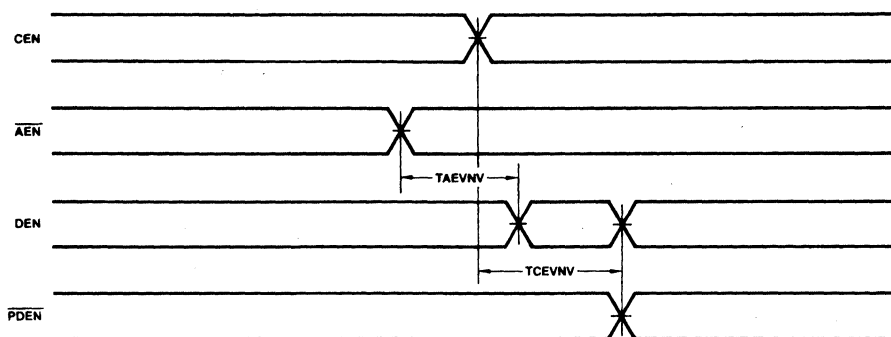 CEN
AEN
TAEVNV
DEN
TCEVNV
PDEN